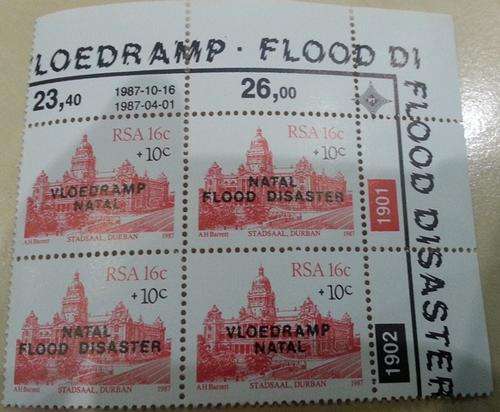 LOEDRAMP · FLOOD DI
23,40
1987-10-16
1987-04-01
26,00
RSA 16c
+10c
VLOEDRAMP
NATAL
A H Barrett STADSAAL, DURBAN 1987
RSA 16c
+10c
NATAL
FLOOD DISASTER
A H Barrett STADSAAL, DURBAN 1987
1901
RSA 16c
+10c
NATAL
FLOOD DISASTER
A H Barrett STADSAAL, DURBAN 1987
RSA 16c
+10c
VLOEDRAMP
NATAL
A H Barrett STADSAAL, DURBAN 1987
1902
FLOOD DISASTER